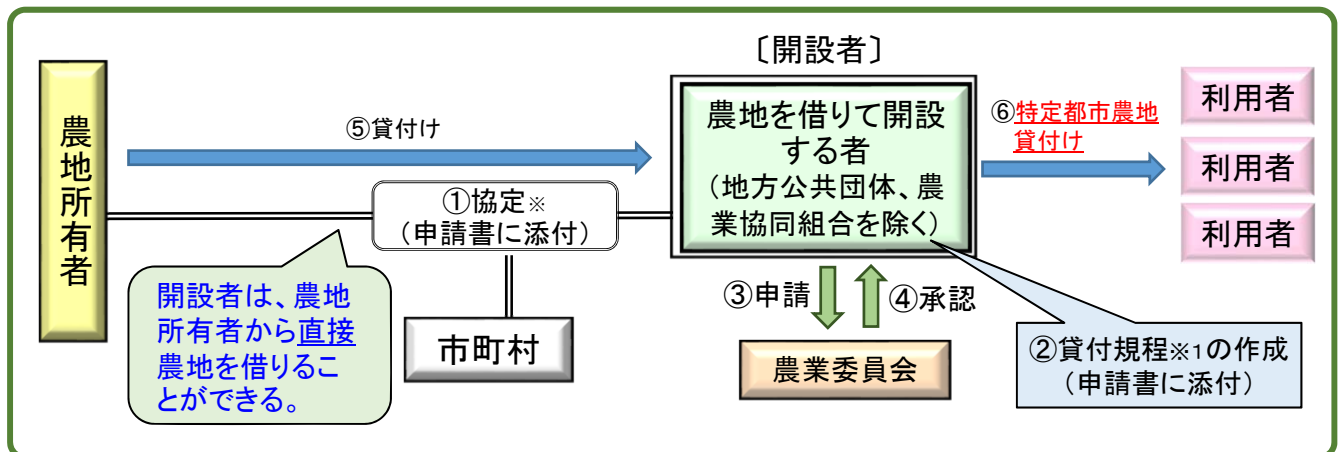 〔開設者〕
農地所有者
⑤貸付け
農地を借りて開設
する者
(地方公共団体、農
業協同組合を除く)
⑥特定都市農地
貸付け
利用者
利用者
利用者
①協定※
(申請書に添付)
開設者は、農地
所有者から直接
農地を借りるこ
とができる。
市町村
③申請
④承認
農業委員会
②貸付規程※1の作成
(申請書に添付)